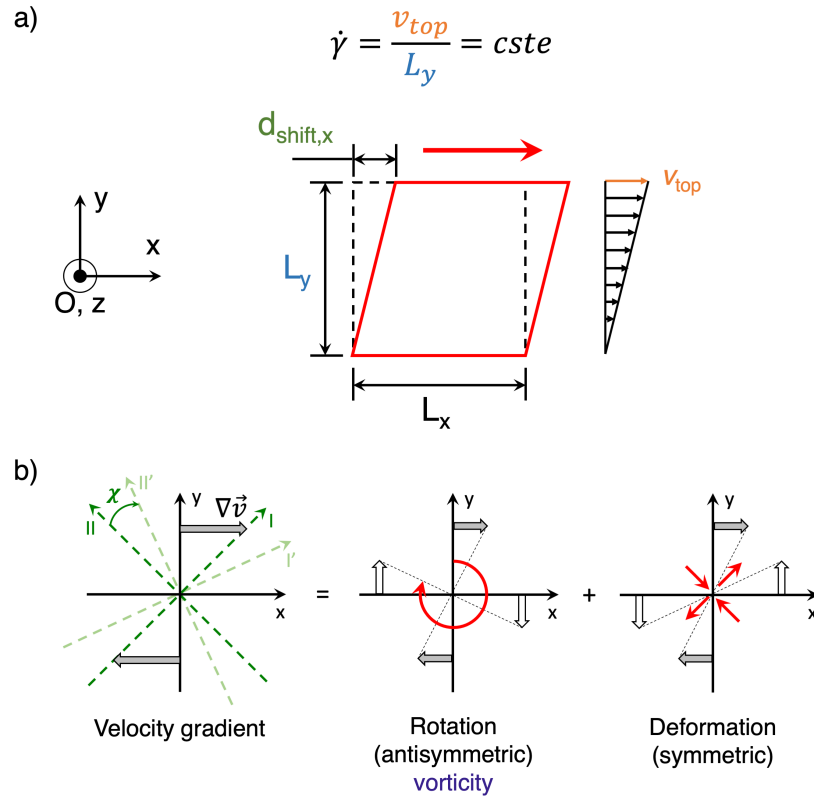 a)
γ̇ = v_top / L_y = cste
d_shift,x
v_top
y
x
O, z
L_y
L_x
b)
II'
χ
II
y
∇v⃗
I
I'
x
=
y
x
+
y
x
Velocity gradient
Rotation
(antisymmetric)
vorticity
Deformation
(symmetric)